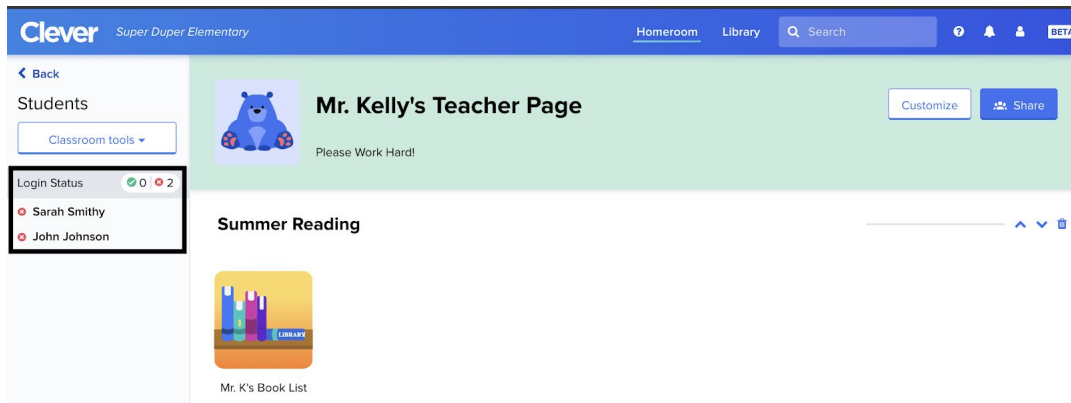 Clever Super Duper Elementary Homeroom Library Search BETA
Back
Students
Classroom tools
Login Status 0 2
Sarah Smithy
John Johnson
Mr. Kelly's Teacher Page
Please Work Hard!
Customize Share
Summer Reading
LIBRARY
Mr. K's Book List